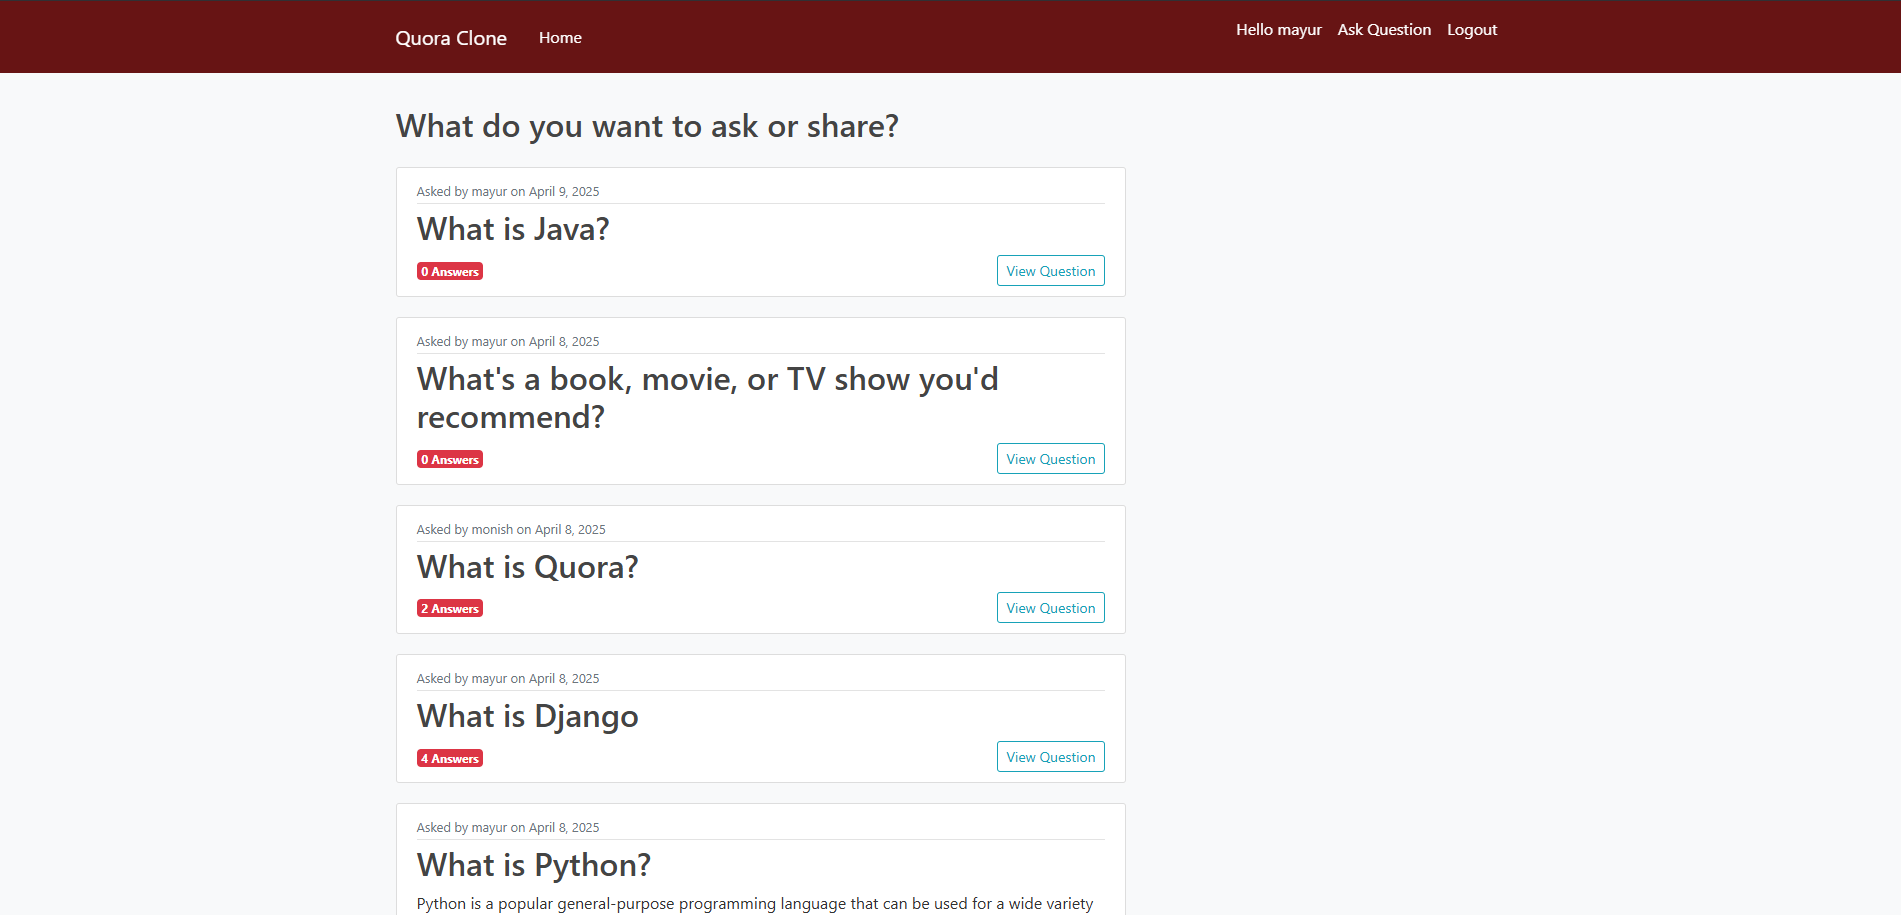 Quora Clone Home Hello mayur Ask Question Logout
What do you want to ask or share?
Asked by mayur on April 9, 2025
What is Java?
0 Answers View Question
Asked by mayur on April 8, 2025
What's a book, movie, or TV show you'd
recommend?
0 Answers View Question
Asked by monish on April 8, 2025
What is Quora?
2 Answers View Question
Asked by mayur on April 8, 2025
What is Django
4 Answers View Question
Asked by mayur on April 8, 2025
What is Python?
Python is a popular general-purpose programming language that can be used for a wide variety